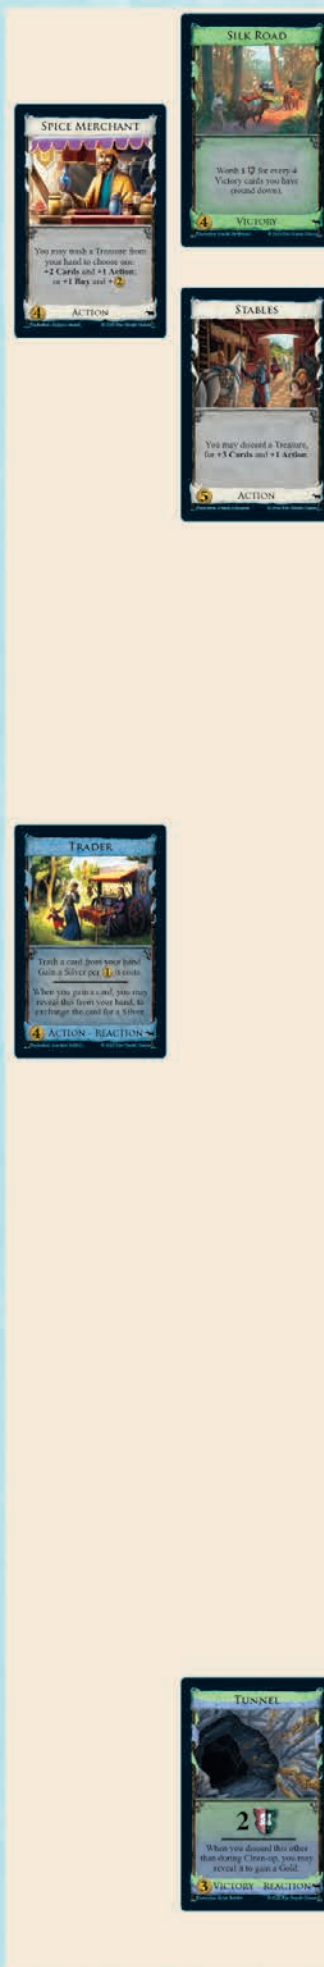 SILK ROAD
Worth 1 for every 4
Victory cards you have
(round down).
4 VICTORY
SPICE MERCHANT
You may trash a Treasure from
your hand to choose one:
+2 Cards and +1 Action;
or +1 Buy and +2.
4 ACTION
STABLES
You may discard a Treasure,
for +3 Cards and +1 Action.
5 ACTION
TRADER
Trash a card from your hand.
Gain a Silver per 1 it costs.
When you gain a card, you may
reveal this from your hand, to
exchange the card for a Silver.
4 ACTION - REACTION
TUNNEL
2
When you discard this other
than during Clean-up, you may
reveal it to gain a Gold.
3 VICTORY - REACTION